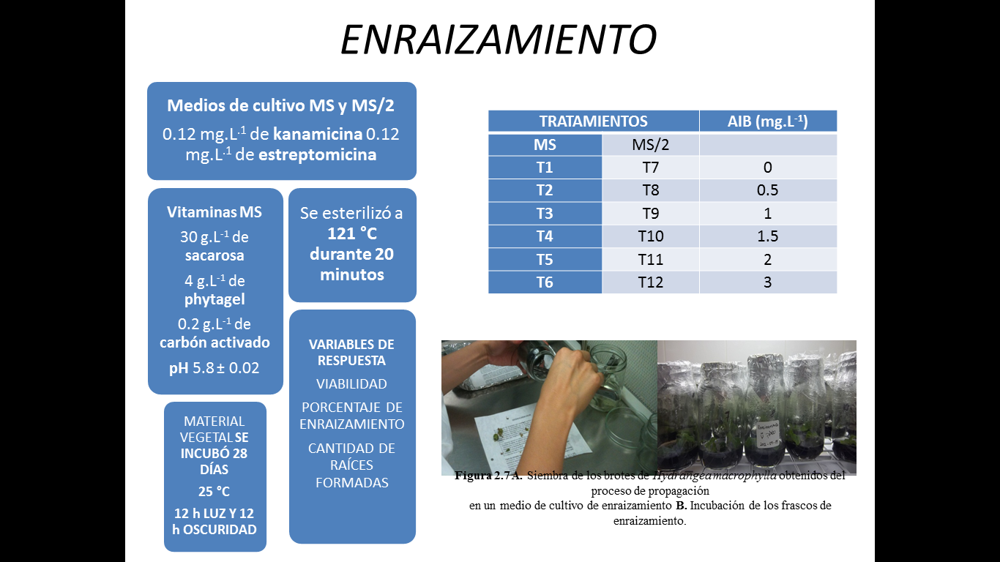 ENRAIZAMIENTO
Medios de cultivo MS y MS/2
0.12 mg.L-1 de kanamicina 0.12
mg.L-1 de estreptomicina
Vitaminas MS
30 g.L-1 de
sacarosa
4 g.L-1 de
phytagel
0.2 g.L-1 de
carbón activado
pH 5.8 ± 0.02
Se esterilizó a
121 °C
durante 20
minutos
MATERIAL
VEGETAL SE
INCUBÓ 28
DÍAS
25 °C
12 h LUZ Y 12
h OSCURIDAD
VARIABLES DE
RESPUESTA
VIABILIDAD
PORCENTAJE DE
ENRAIZAMIENTO
CANTIDAD DE
RAÍCES
FORMADAS
TRATAMIENTOS AIB (mg.L-1)
MS MS/2
T1 T7 0
T2 T8 0.5
T3 T9 1
T4 T10 1.5
T5 T11 2
T6 T12 3
Enraizamiento
Figura 2.7 A. Siembra de los brotes de Hydrangea macrophylla obtenidos del
proceso de propagación
en un medio de cultivo de enraizamiento B. Incubación de los frascos de
enraizamiento.